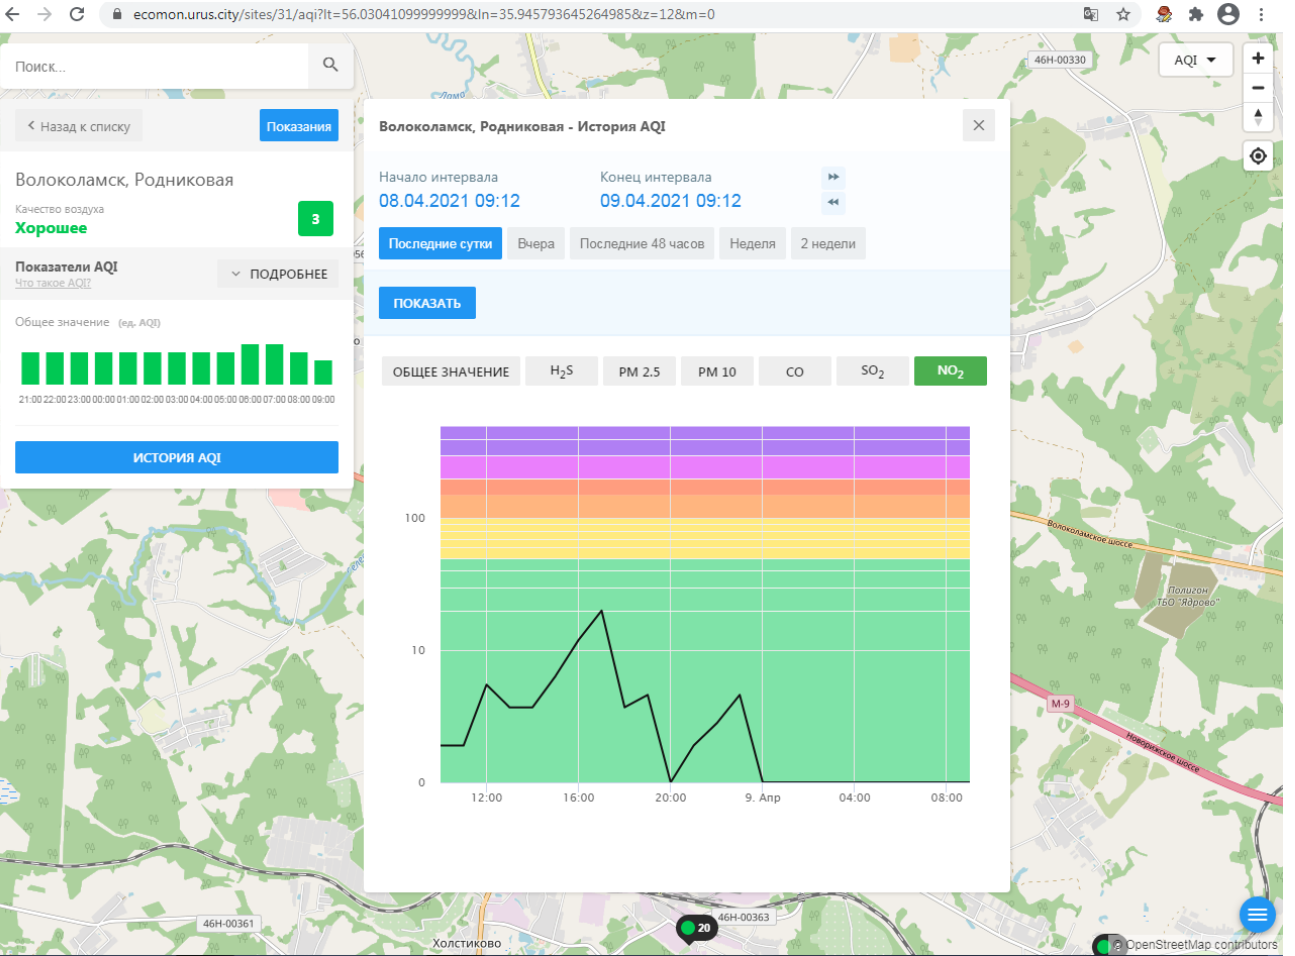 ecomon.urus.city/sites/31/aqi?lt=56.03041099999999&ln=35.945793645264985&z=12&m=0
Поиск...
46Н-00330
AQI
Назад к списку
Показания
Волоколамск, Родниковая
Качество воздуха
Хорошее
3
Показатели AQI
Что такое AQI?
ПОДРОБНЕЕ
Общее значение (ед. AQI)
21:00 22:00 23:00 00:00 01:00 02:00 03:00 04:00 05:00 06:00 07:00 08:00 09:00
ИСТОРИЯ AQI
Волоколамск, Родниковая - История AQI
Начало интервала
Конец интервала
08.04.2021 09:12
09.04.2021 09:12
Последние сутки
Вчера
Последние 48 часов
Неделя
2 недели
ПОКАЗАТЬ
ОБЩЕЕ ЗНАЧЕНИЕ
H₂S
PM 2.5
PM 10
CO
SO₂
NO₂
100
10
0
12:00
16:00
20:00
9. Апр
04:00
08:00
Лама
Волоколамское шоссе
Полигон
ТБО "Ядрово"
М-9
Новорижское шоссе
46Н-00361
Холстиково
20
46Н-00363
© OpenStreetMap contributors